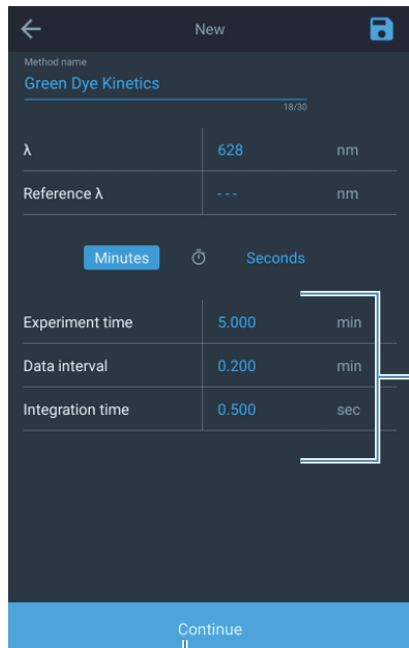 New
Method name
Green Dye Kinetics
18/30
λ 628 nm
Reference λ --- nm
Minutes Seconds
Experiment time 5.000 min
Data interval 0.200 min
Integration time 0.500 sec
Continue